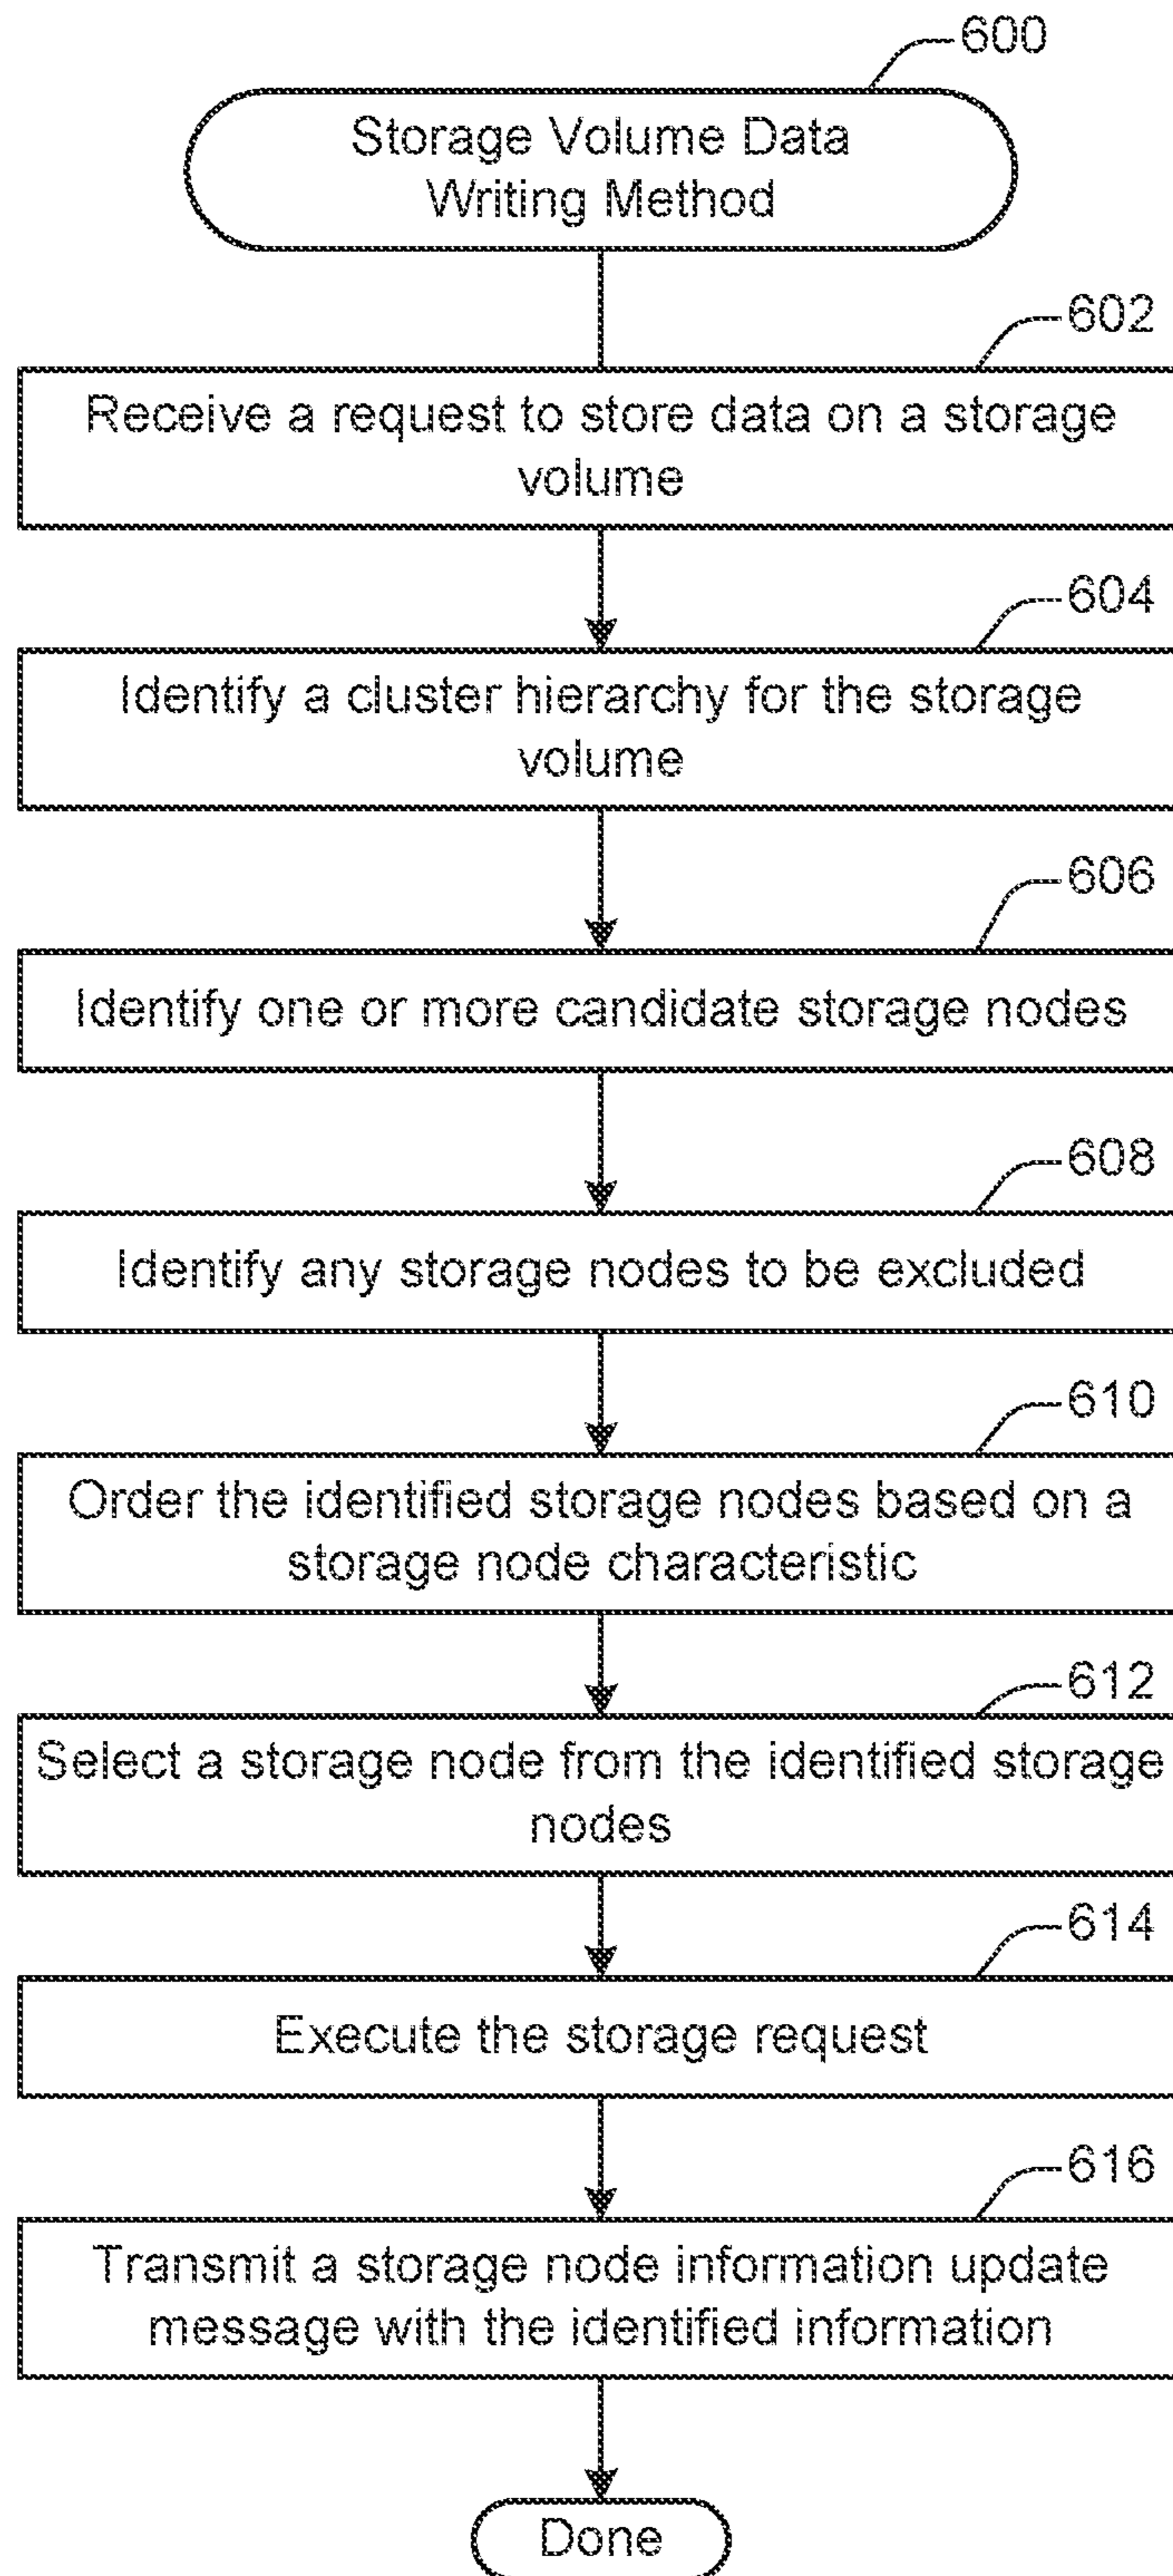 600
Storage Volume Data
Writing Method
602
Receive a request to store data on a storage
volume
604
Identify a cluster hierarchy for the storage
volume
606
Identify one or more candidate storage nodes
608
Identify any storage nodes to be excluded
610
Order the identified storage nodes based on a
storage node characteristic
612
Select a storage node from the identified storage
nodes
614
Execute the storage request
616
Transmit a storage node information update
message with the identified information
Done